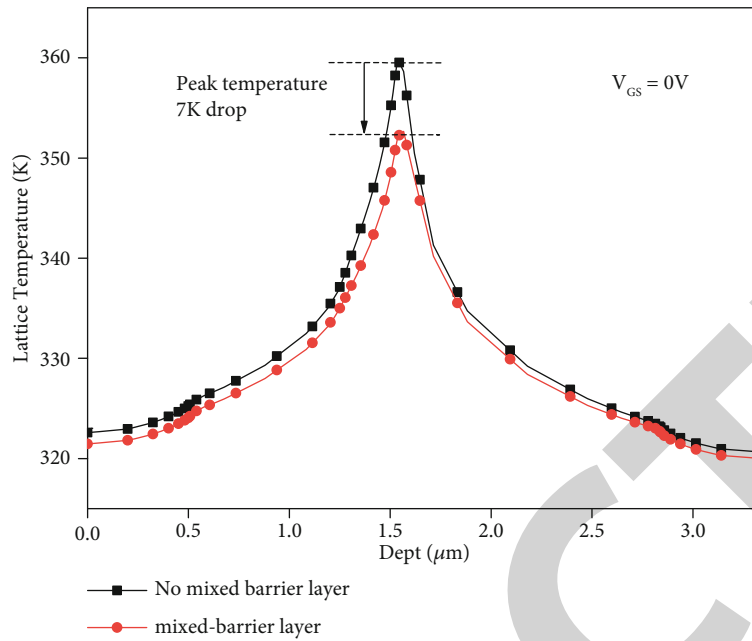 360
350
340
330
320
Lattice Temperature (K)
Peak temperature
7K drop
V_GS = 0V
0.0 0.5 1.0 1.5 2.0 2.5 3.0
Dept (μm)
No mixed barrier layer
mixed-barrier layer